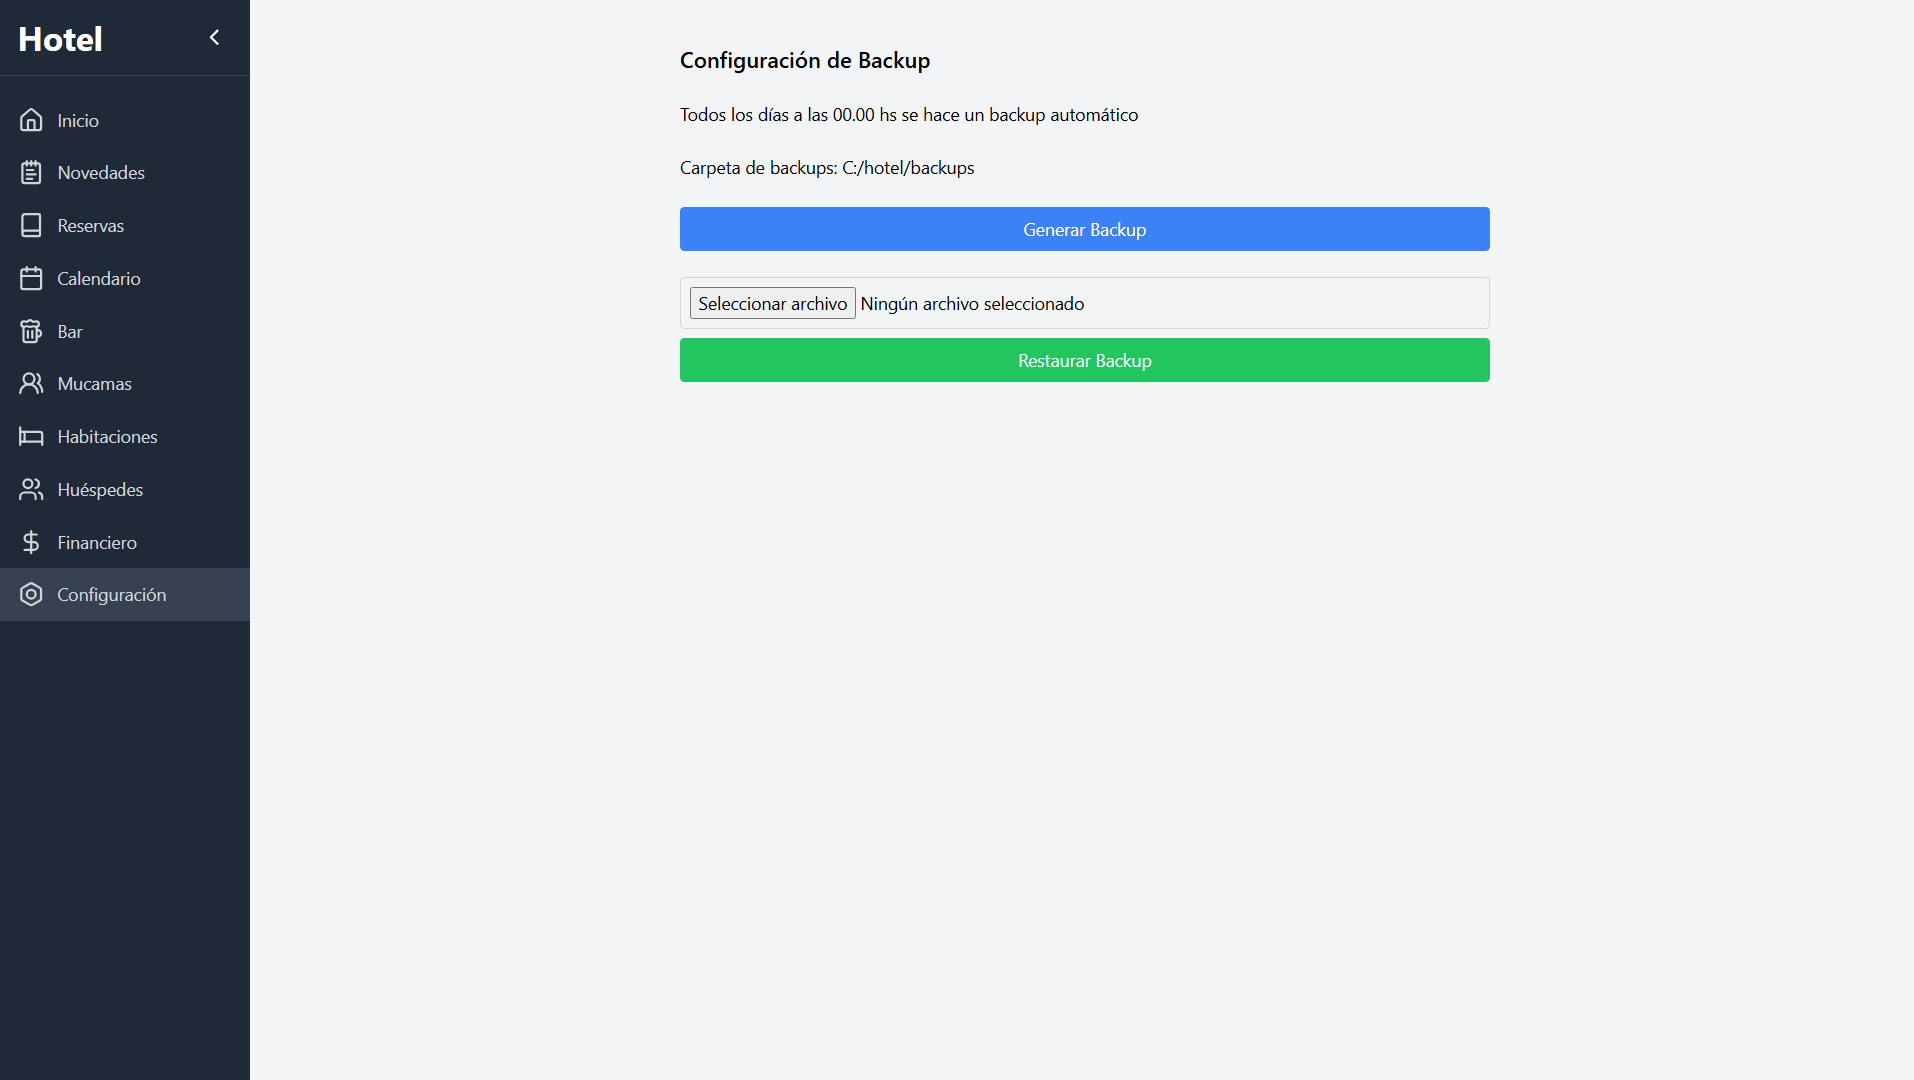 Hotel
Inicio
Novedades
Reservas
Calendario
Bar
Mucamas
Habitaciones
Huéspedes
Financiero
Configuración
Configuración de Backup
Todos los días a las 00.00 hs se hace un backup automático
Carpeta de backups: C:/hotel/backups
Generar Backup
Seleccionar archivo Ningún archivo seleccionado
Restaurar Backup